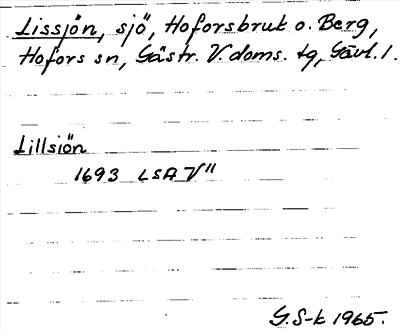 Lissjön, sjö, Hoforsbruk o. Berg,
Hofors sn, Gästr. V. doms. tg, Gävl. l.
Lillsiön
1693 LSA V"
G. S-k 1965.